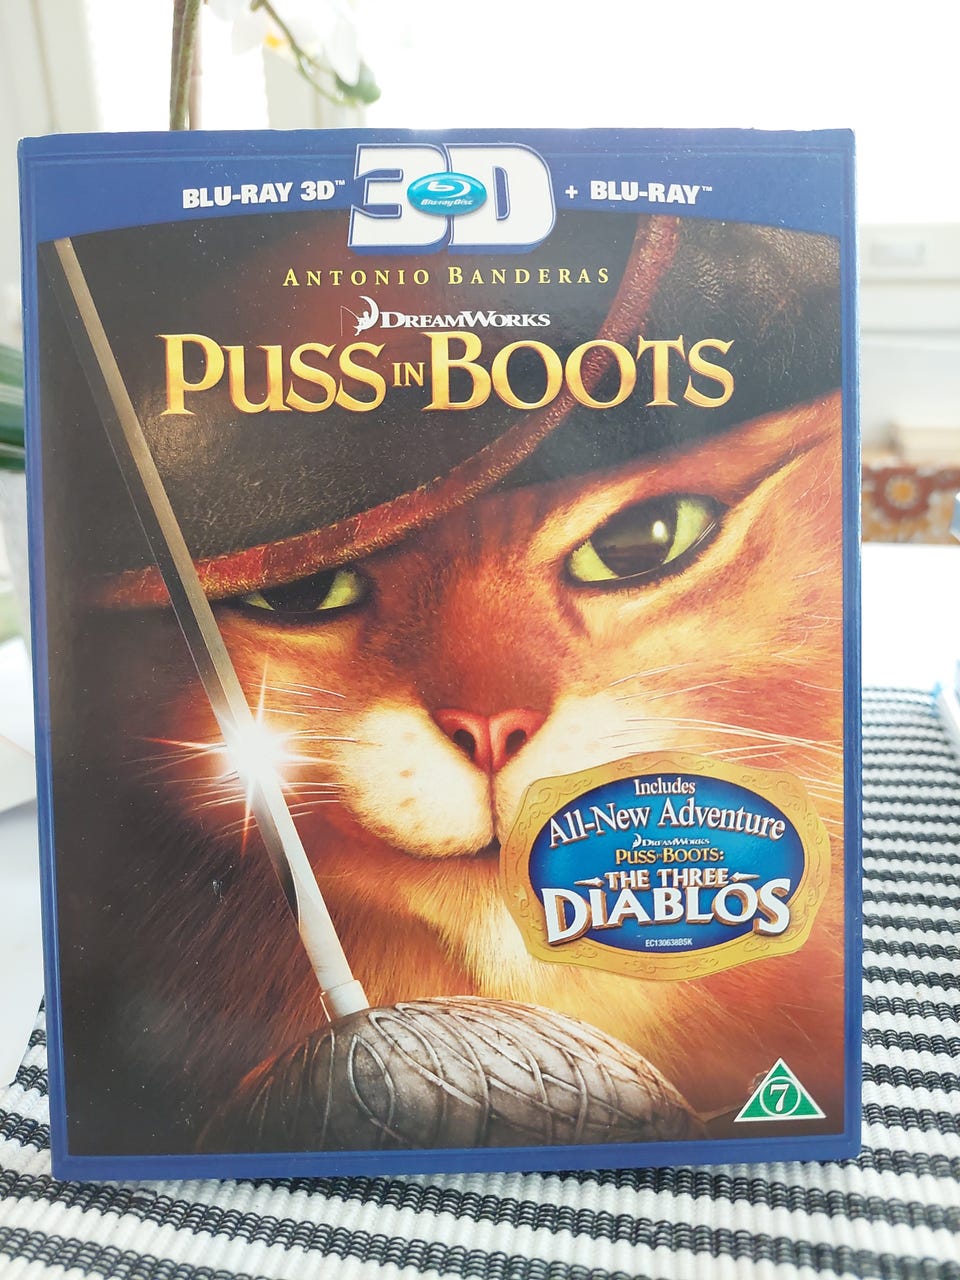 BLU-RAY 3D™ 3D + BLU-RAY™
Blu-ray Disc
ANTONIO BANDERAS
DREAMWORKS
PUSS IN BOOTS
Includes
All-New Adventure
DREAMWORKS
PUSS IN BOOTS:
THE THREE
DIABLOS
EC130638BSK
7